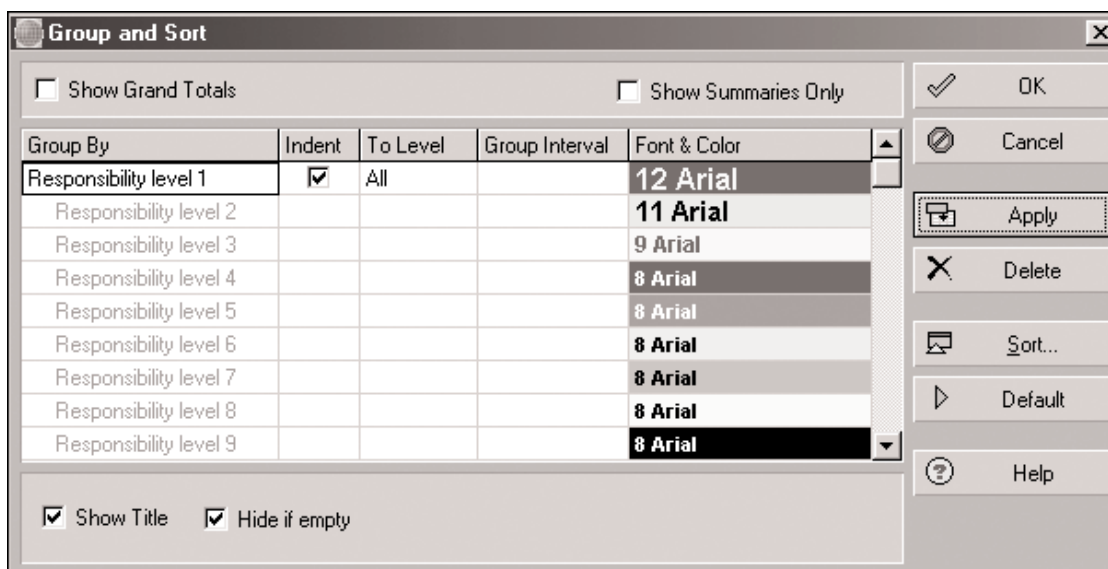 Group and Sort
Show Grand Totals
Show Summaries Only
Group By Indent To Level Group Interval Font & Color
Responsibility level 1 All 12 Arial
Responsibility level 2 11 Arial
Responsibility level 3 9 Arial
Responsibility level 4 8 Arial
Responsibility level 5 8 Arial
Responsibility level 6 8 Arial
Responsibility level 7 8 Arial
Responsibility level 8 8 Arial
Responsibility level 9 8 Arial
Show Title Hide if empty
OK
Cancel
Apply
Delete
Sort...
Default
Help